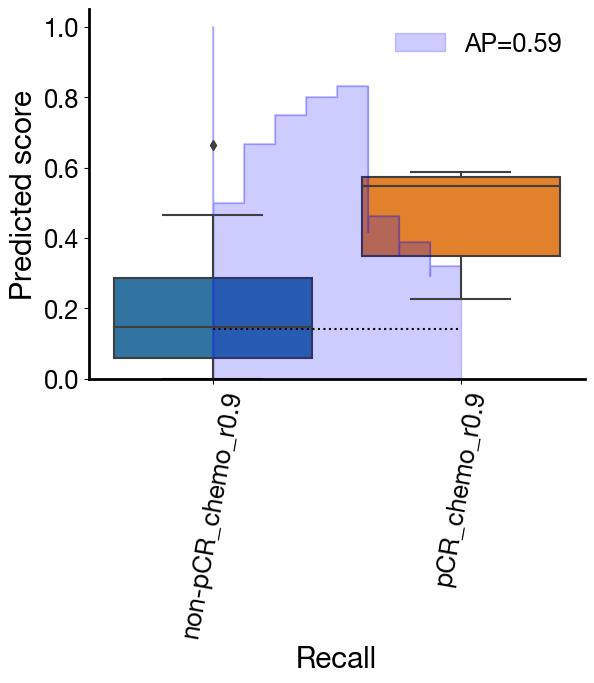 AP=0.59
Predicted score
1.0
0.8
0.6
0.4
0.2
0.0
non-pCR_chemo_r0.9
pCR_chemo_r0.9
Recall